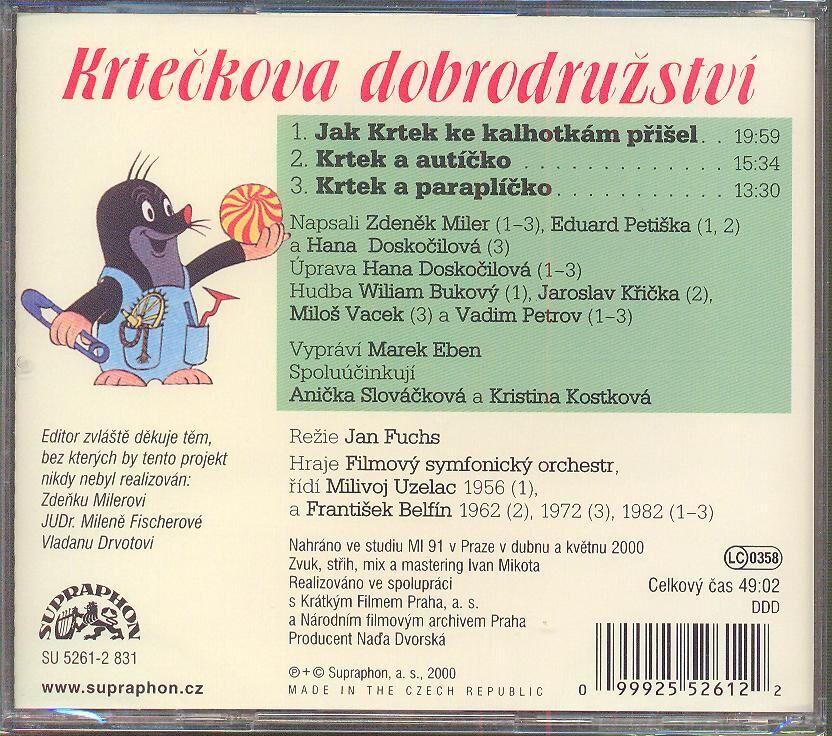 Krtečkova dobrodružství
1. Jak Krtek ke kalhotkám přišel. . 19:59
2. Krtek a autíčko . . . . . . . . . . . 15:34
3. Krtek a paraplíčko. . . . . . . . . . 13:30
Napsali Zdeněk Miler (1–3), Eduard Petiška (1, 2)
a Hana Doskočilová (3)
Úprava Hana Doskočilová (1–3)
Hudba Wiliam Bukový (1), Jaroslav Křička (2),
Miloš Vacek (3) a Vadim Petrov (1–3)
Vypráví Marek Eben
Spoluúčinkují
Anička Slováčková a Kristina Kostková
Režie Jan Fuchs
Hraje Filmový symfonický orchestr,
řídí Milivoj Uzelac 1956 (1),
a František Belfín 1962 (2), 1972 (3), 1982 (1–3)
Editor zvláště děkuje těm,
bez kterých by tento projekt
nikdy nebyl realizován:
Zdeňku Milerovi
JUDr. Mileně Fischerové
Vladanu Drvotovi
Nahráno ve studiu MI 91 v Praze v dubnu a květnu 2000
Zvuk, střih, mix a mastering Ivan Mikota
Realizováno ve spolupráci
s Krátkým Filmem Praha, a. s.
a Národním filmovým archivem Praha
Producent Naďa Dvorská
LC 0358
Celkový čas 49:02
DDD
SUPRAPHON
SU 5261-2 831
www.supraphon.cz
℗+© Supraphon, a. s., 2000
MADE IN THE CZECH REPUBLIC
0 99925 52612 2